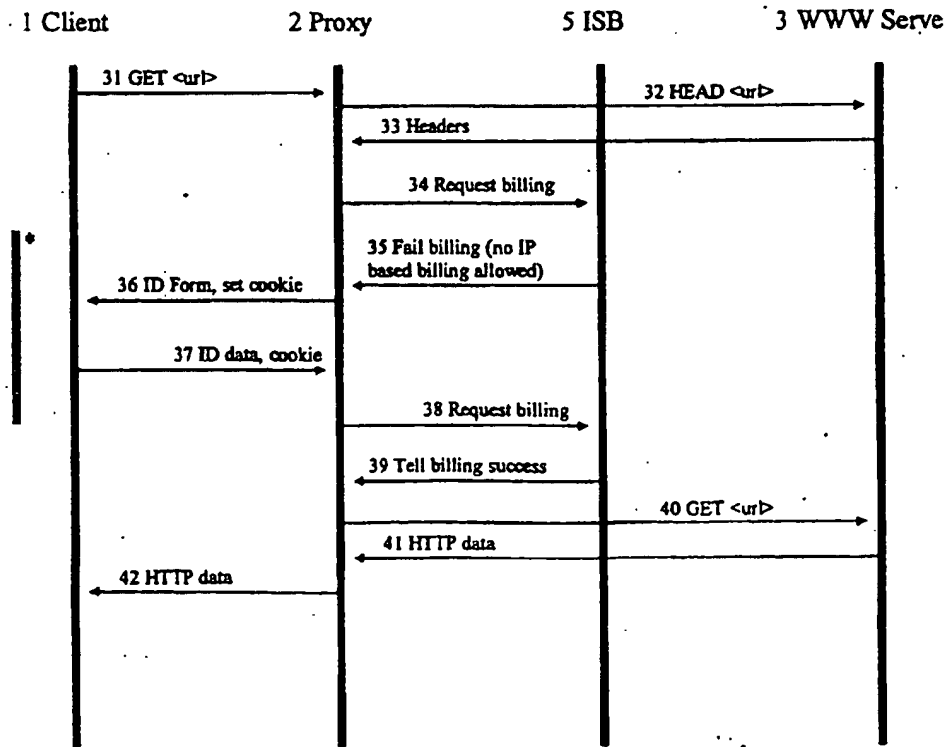 1 Client 2 Proxy 5 ISB 3 WWW Serve
31 GET <url>
32 HEAD <url>
33 Headers
34 Request billing
*
35 Fail billing (no IP
based billing allowed)
36 ID Form, set cookie
37 ID data, cookie
38 Request billing
39 Tell billing success
40 GET <url>
41 HTTP data
42 HTTP data